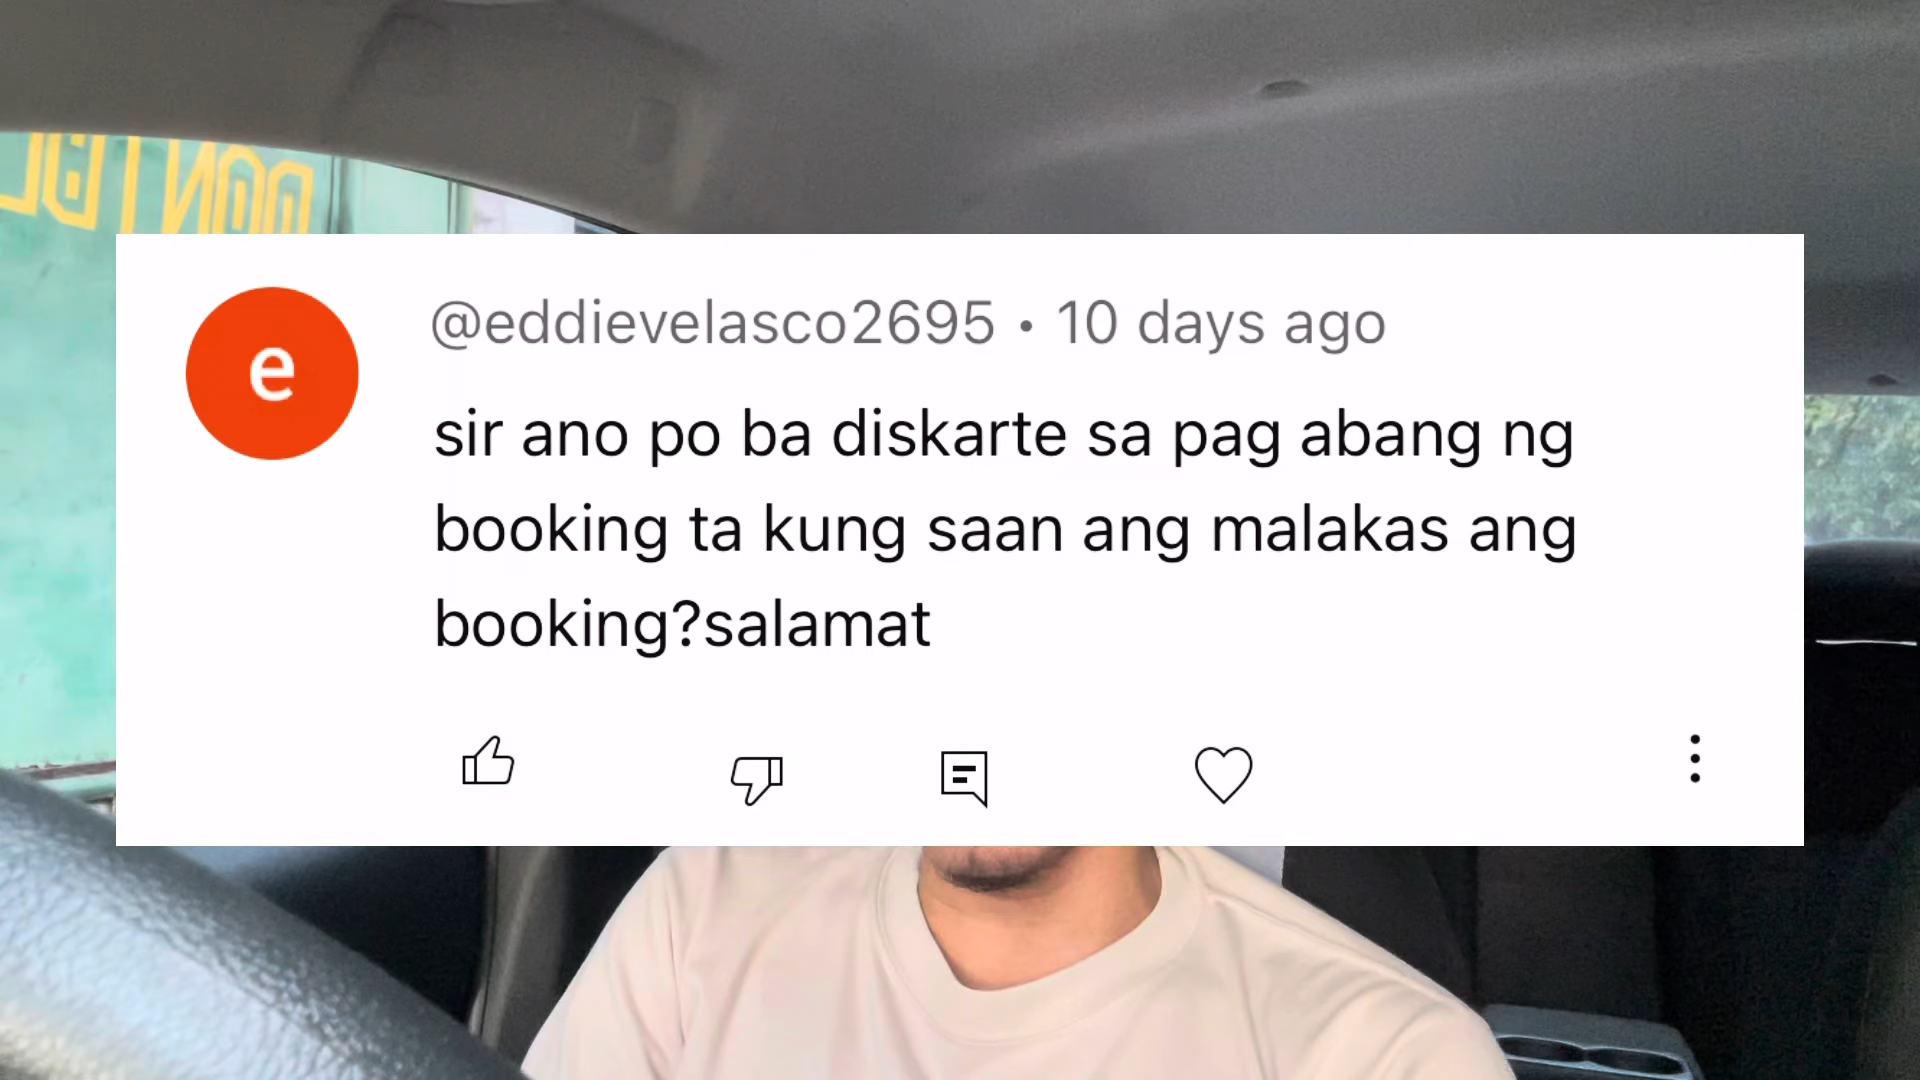 @eddievelasco2695 • 10 days ago
e
sir ano po ba diskarte sa pag abang ng
booking ta kung saan ang malakas ang
booking?salamat